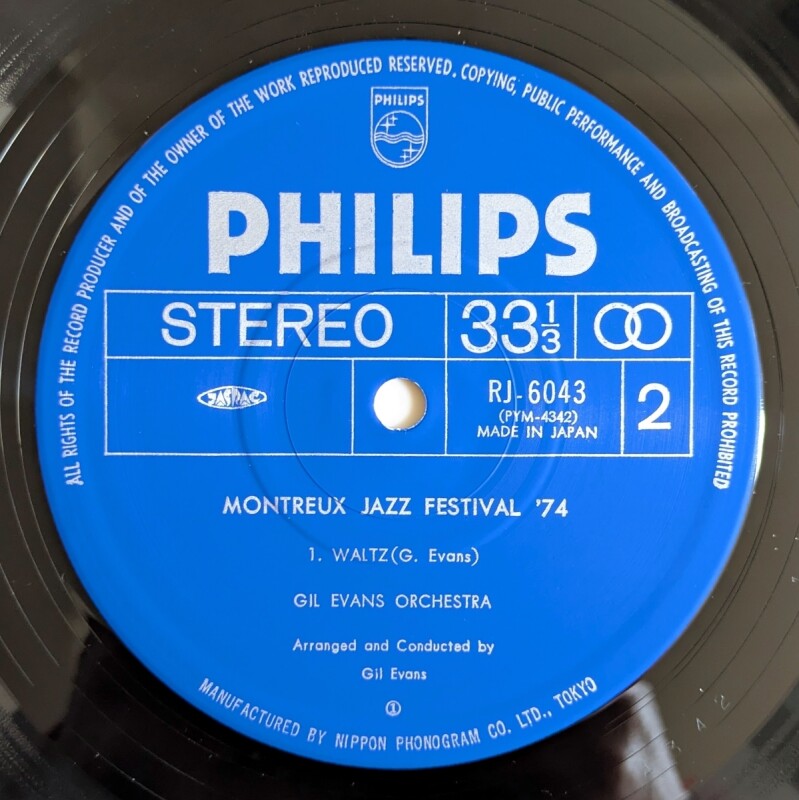 ALL RIGHTS OF THE RECORD PRODUCER AND OF THE OWNER OF THE WORK REPRODUCED RESERVED. COPYING, PUBLIC PERFORMANCE AND BROADCASTING OF THIS RECORD PROHIBITED
PHILIPS
PHILIPS
STEREO 33 1/3
JASRAC RJ-6043 2
(PYM-4342)
MADE IN JAPAN
MONTREUX JAZZ FESTIVAL '74
1. WALTZ (G. Evans)
GIL EVANS ORCHESTRA
Arranged and Conducted by
Gil Evans
①
MANUFACTURED BY NIPPON PHONOGRAM CO. LTD., TOKYO